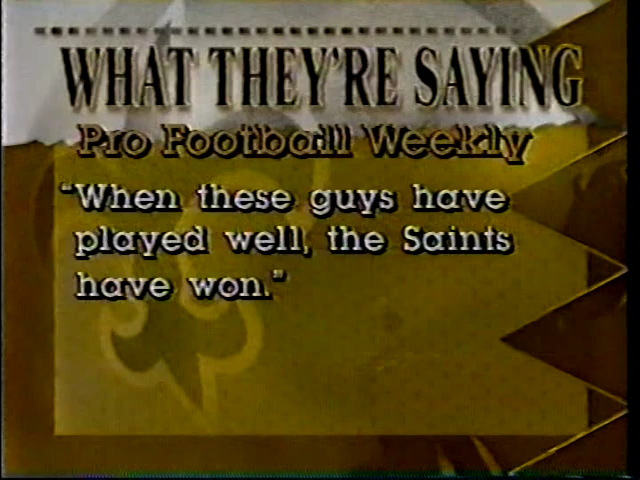 WHAT THEY'RE SAYING
Pro Football Weekly
"When these guys have
played well, the Saints
have won."